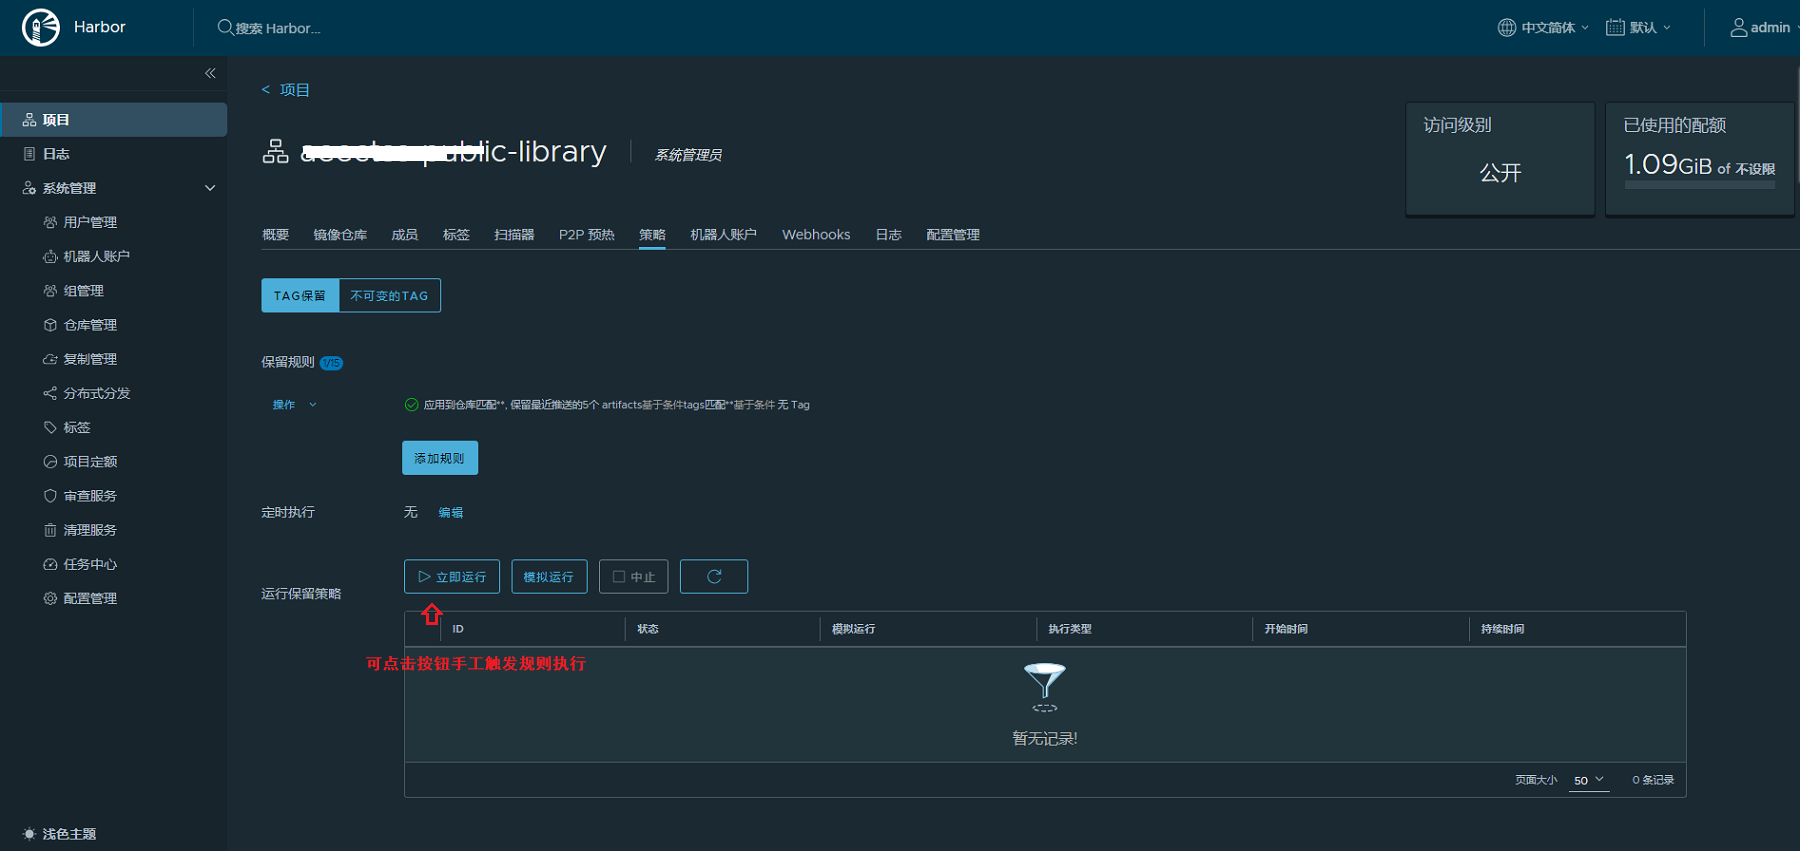 Harbor
搜索 Harbor...
中文简体
默认
admin
项目
日志
系统管理
用户管理
机器人账户
组管理
仓库管理
复制管理
分布式分发
标签
项目定额
审查服务
清理服务
任务中心
配置管理
浅色主题
< 项目
public-library
系统管理员
访问级别
公开
已使用的配额
1.09GiB of 不设限
概要 镜像仓库 成员 标签 扫描器 P2P 预热 策略 机器人账户 Webhooks 日志 配置管理
TAG保留 不可变的TAG
保留规则 1/15
操作
应用到仓库匹配**, 保留最近推送的5个 artifacts基于条件tags匹配**基于条件 无 Tag
添加规则
定时执行 无 编辑
运行保留策略
立即运行 模拟运行 中止
ID 状态 模拟运行 执行类型 开始时间 持续时间
可点击按钮手工触发规则执行
暂无记录!
页面大小 50 0 条记录